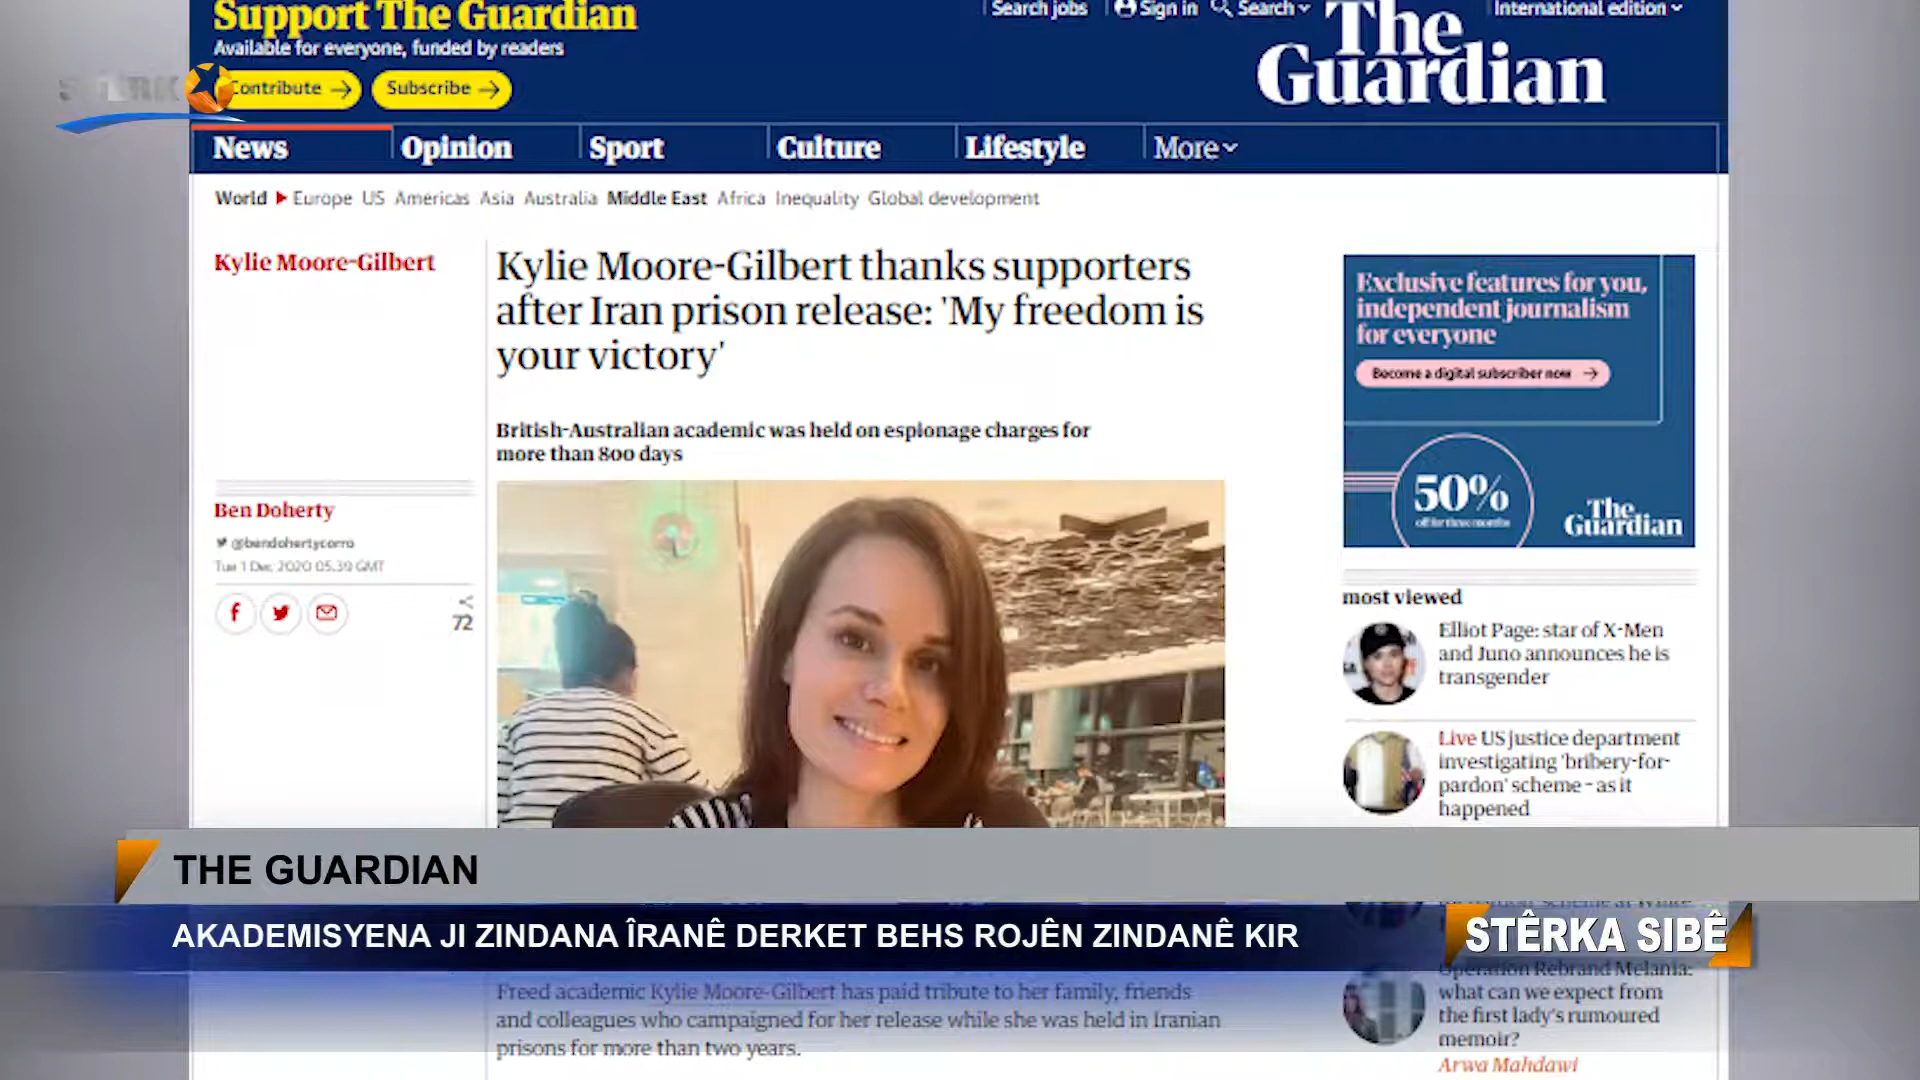 Support The Guardian
Available for everyone, funded by readers
Contribute
Subscribe
Search jobs
Sign in
Search
International edition
The
Guardian
News
Opinion
Sport
Culture
Lifestyle
More
World
Europe US Americas Asia Australia Middle East Africa Inequality Global development
Kylie Moore-Gilbert
Kylie Moore-Gilbert thanks supporters
after Iran prison release: 'My freedom is
your victory'
British-Australian academic was held on espionage charges for
more than 800 days
Ben Doherty
@bendohertycorro
Tue 1 Dec 2020 05.39 GMT
72
Exclusive features for you,
independent journalism
for everyone
Become a digital subscriber now
50%
off for three months
The
Guardian
most viewed
Elliot Page: star of X-Men
and Juno announces he is
transgender
Live US justice department
investigating 'bribery-for-
pardon' scheme – as it
happened
THE GUARDIAN
AKADEMISYENA JI ZINDANA ÎRANÊ DERKET BEHS ROJÊN ZINDANÊ KIR
STÊRKA SIBÊ
Operation Rebrand Melania:
what can we expect from
the first lady's rumoured
memoir?
Arwa Mahdawi
Freed academic Kylie Moore-Gilbert has paid tribute to her family, friends
and colleagues who campaigned for her release while she was held in Iranian
prisons for more than two years.